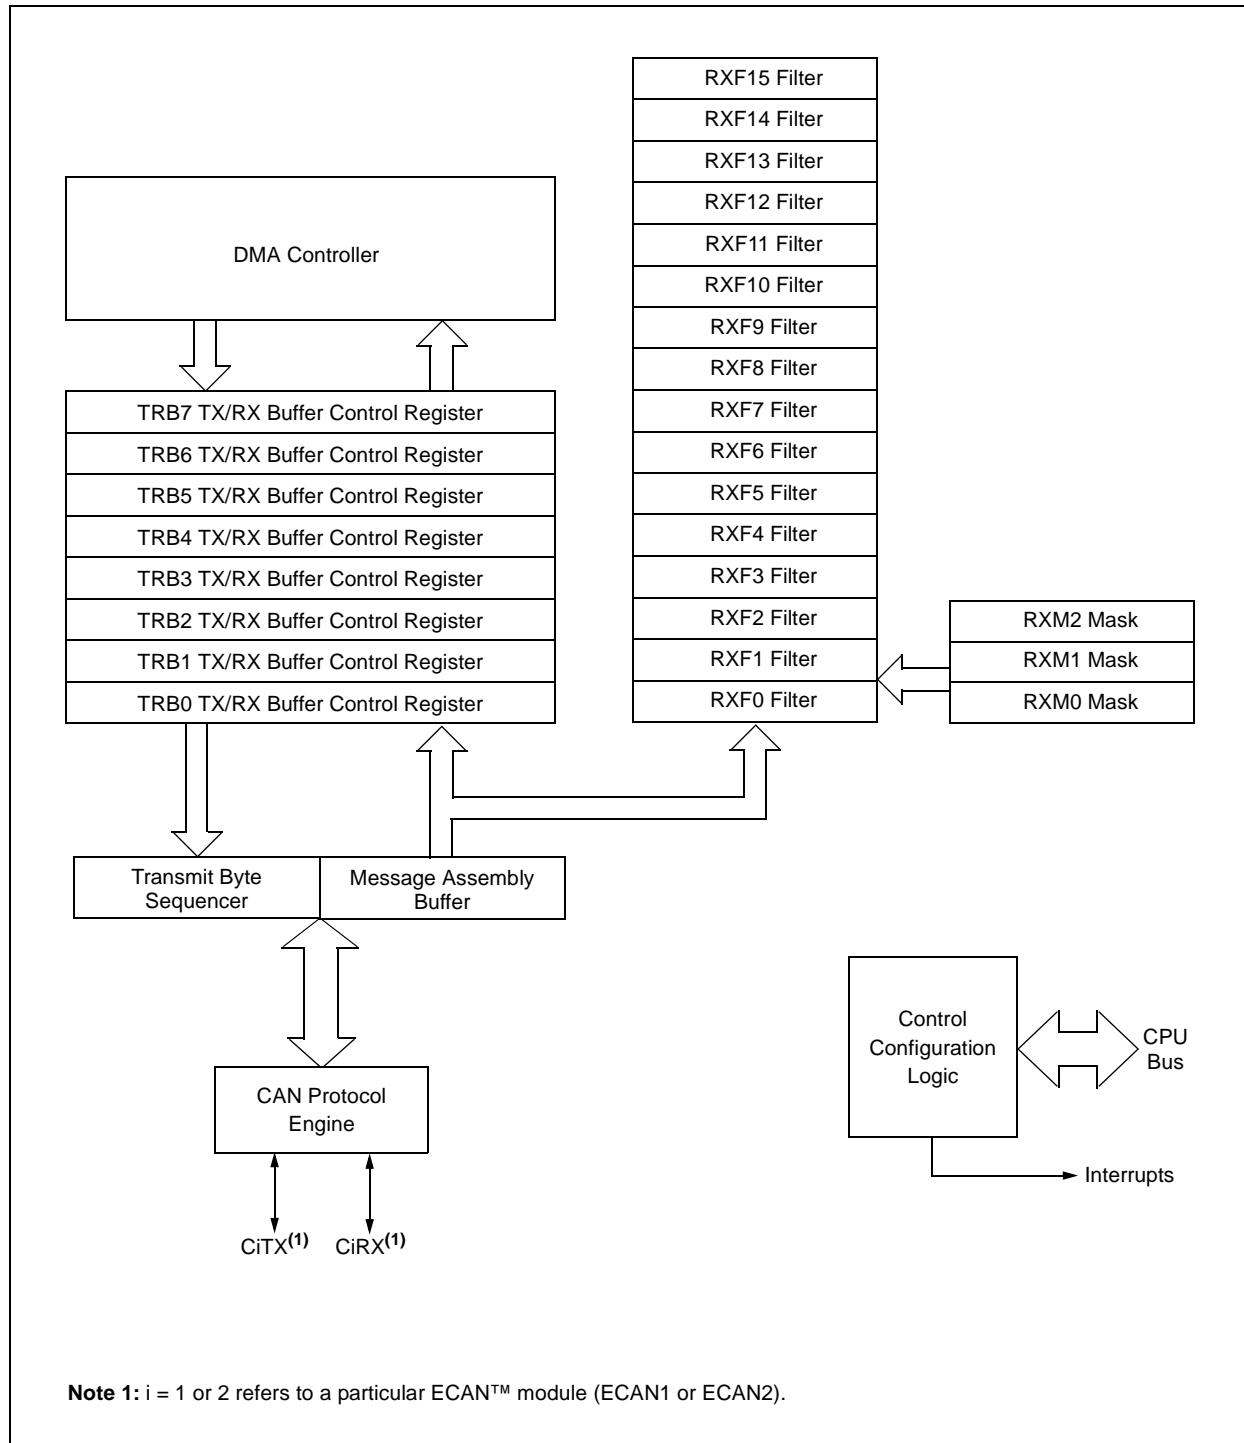 RXF15 Filter
RXF14 Filter
RXF13 Filter
RXF12 Filter
RXF11 Filter
RXF10 Filter
RXF9 Filter
RXF8 Filter
RXF7 Filter
RXF6 Filter
RXF5 Filter
RXF4 Filter
RXF3 Filter
RXF2 Filter
RXF1 Filter
RXF0 Filter
DMA Controller
TRB7 TX/RX Buffer Control Register
TRB6 TX/RX Buffer Control Register
TRB5 TX/RX Buffer Control Register
TRB4 TX/RX Buffer Control Register
TRB3 TX/RX Buffer Control Register
TRB2 TX/RX Buffer Control Register
TRB1 TX/RX Buffer Control Register
TRB0 TX/RX Buffer Control Register
RXM2 Mask
RXM1 Mask
RXM0 Mask
Transmit Byte
Sequencer
Message Assembly
Buffer
CAN Protocol
Engine
CiTX(1)
CiRX(1)
Control
Configuration
Logic
CPU
Bus
Interrupts
Note 1: i = 1 or 2 refers to a particular ECAN™ module (ECAN1 or ECAN2).